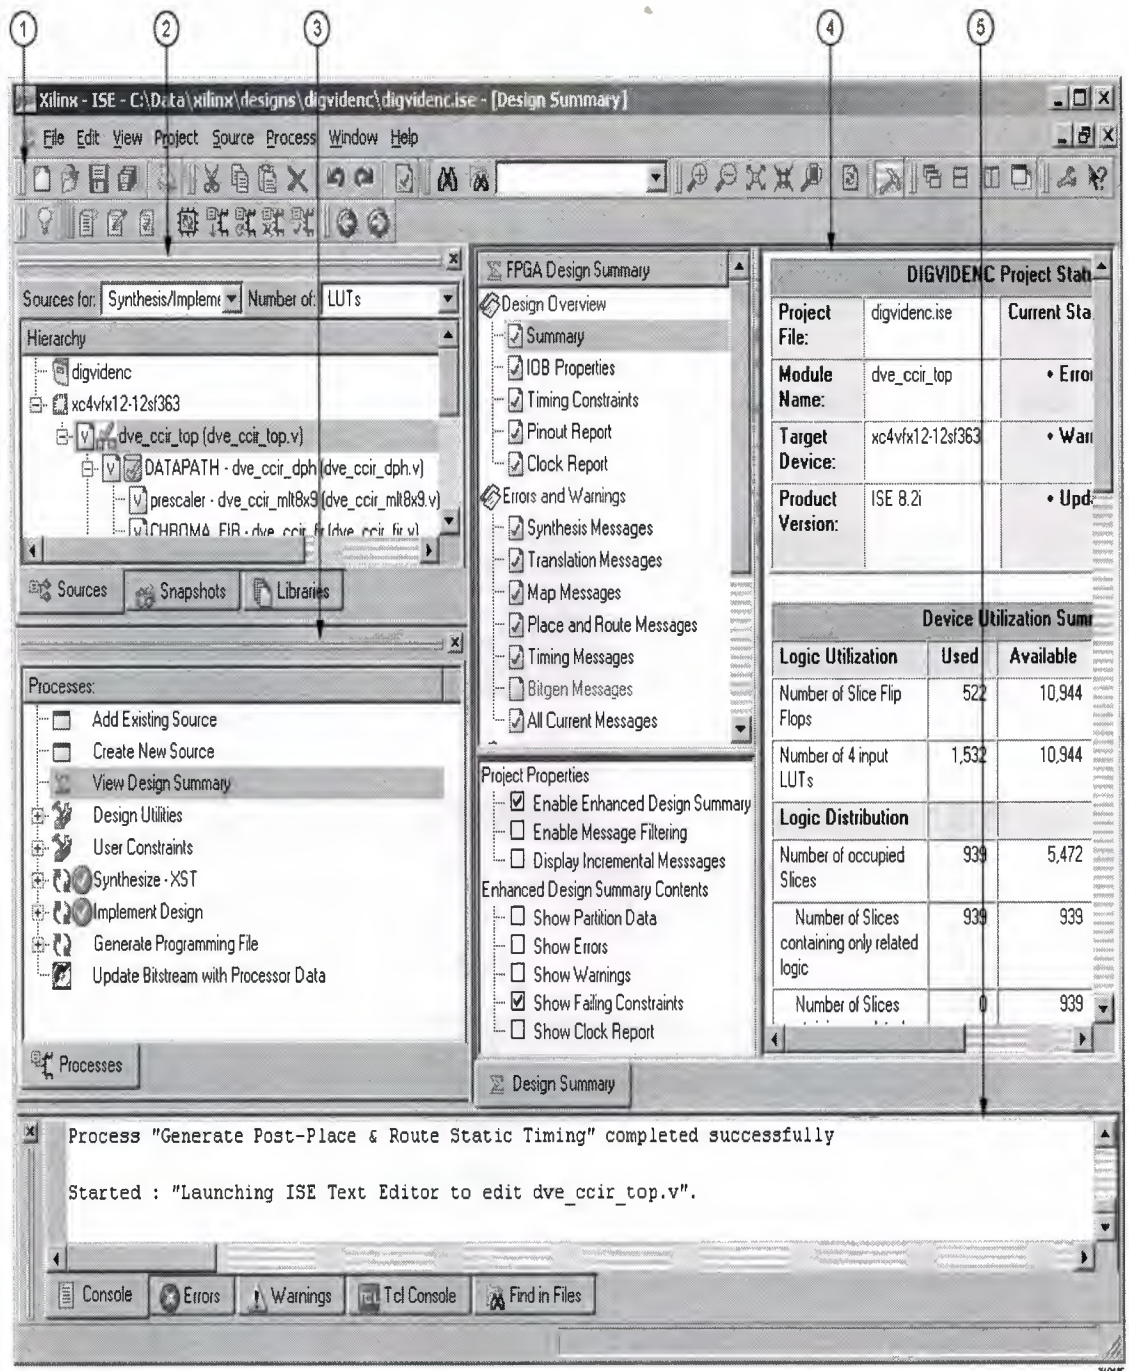 1 2 3 4 5
Xilinx - ISE - C:\Data\xilinx\designs\digvidenc\digvidenc.ise - [Design Summary]
File Edit View Project Source Process Window Help
Sources for: Synthesis/Impleme Number of: LUTs
Hierarchy
digvidenc
xc4vfx12-12sf363
dve_ccir_top (dve_ccir_top.v)
DATAPATH - dve_ccir_dph (dve_ccir_dph.v)
prescaler - dve_ccir_mlt8x9 (dve_ccir_mlt8x9.v)
CHROMA_FIR - dve_ccir_fir (dve_ccir_fir.v)
Sources Snapshots Libraries
Processes:
Add Existing Source
Create New Source
View Design Summary
Design Utilities
User Constraints
Synthesize - XST
Implement Design
Generate Programming File
Update Bitstream with Processor Data
Processes
FPGA Design Summary
Design Overview
Summary
IOB Properties
Timing Constraints
Pinout Report
Clock Report
Errors and Warnings
Synthesis Messages
Translation Messages
Map Messages
Place and Route Messages
Timing Messages
Bitgen Messages
All Current Messages
Project Properties
Enable Enhanced Design Summary
Enable Message Filtering
Display Incremental Messsages
Enhanced Design Summary Contents
Show Partition Data
Show Errors
Show Warnings
Show Failing Constraints
Show Clock Report
Design Summary
DIGVIDENC Project Statu
Project File: digvidenc.ise Current Sta
Module Name: dve_ccir_top • Erro
Target Device: xc4vfx12-12sf363 • War
Product Version: ISE 8.2i • Upd
Device Utilization Summ
Logic Utilization Used Available
Number of Slice Flip Flops 522 10,944
Number of 4 input LUTs 1,532 10,944
Logic Distribution
Number of occupied Slices 939 5,472
Number of Slices containing only related logic 939 939
Number of Slices 0 939
Process "Generate Post-Place & Route Static Timing" completed successfully
Started : "Launching ISE Text Editor to edit dve_ccir_top.v".
Console Errors Warnings Tcl Console Find in Files